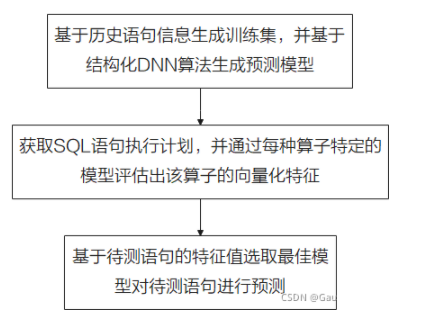 基于历史语句信息生成训练集，并基于
结构化DNN算法生成预测模型
获取SQL语句执行计划，并通过每种算子特定的
模型评估出该算子的向量化特征
基于待测语句的特征值选取最佳模
型对待测语句进行预测
CSDN @Gau